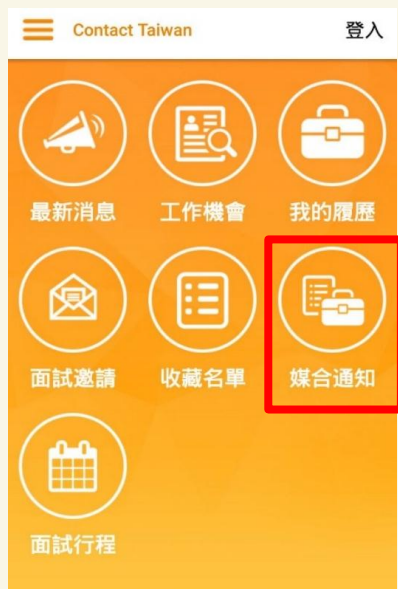 Contact Taiwan
登入
最新消息
工作機會
我的履歷
面試邀請
收藏名單
媒合通知
面試行程